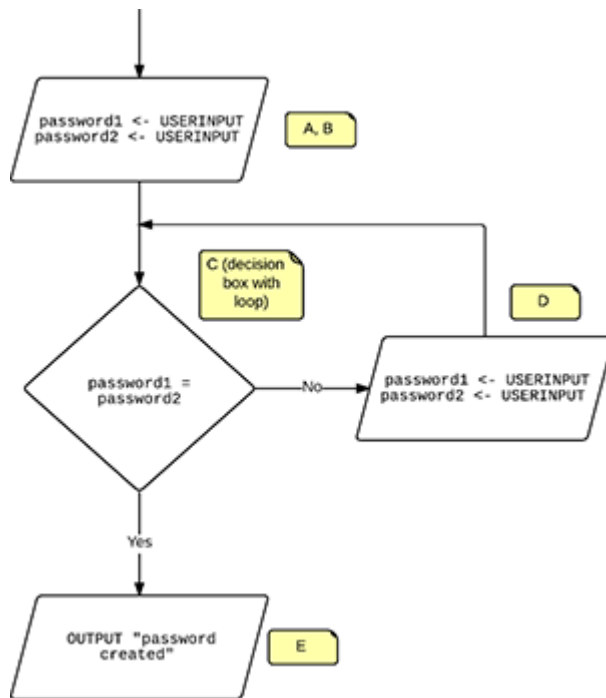 password1 <- USERINPUT
password2 <- USERINPUT
A, B
C (decision
box with
loop)
D
password1 =
password2
No
password1 <- USERINPUT
password2 <- USERINPUT
Yes
OUTPUT "password
created"
E